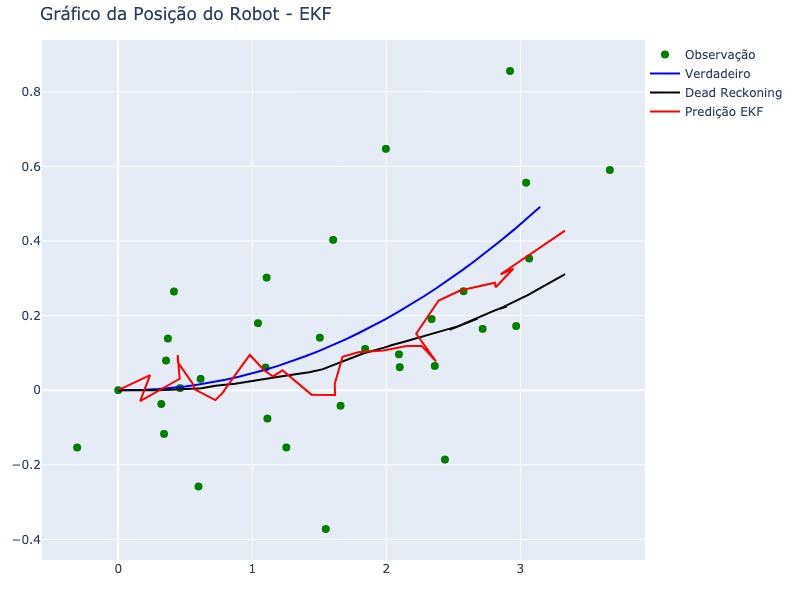 Gráfico da Posição do Robot - EKF
Observação
Verdadeiro
Dead Reckoning
Predição EKF
0.8
0.6
0.4
0.2
0
−0.2
−0.4
0 1 2 3